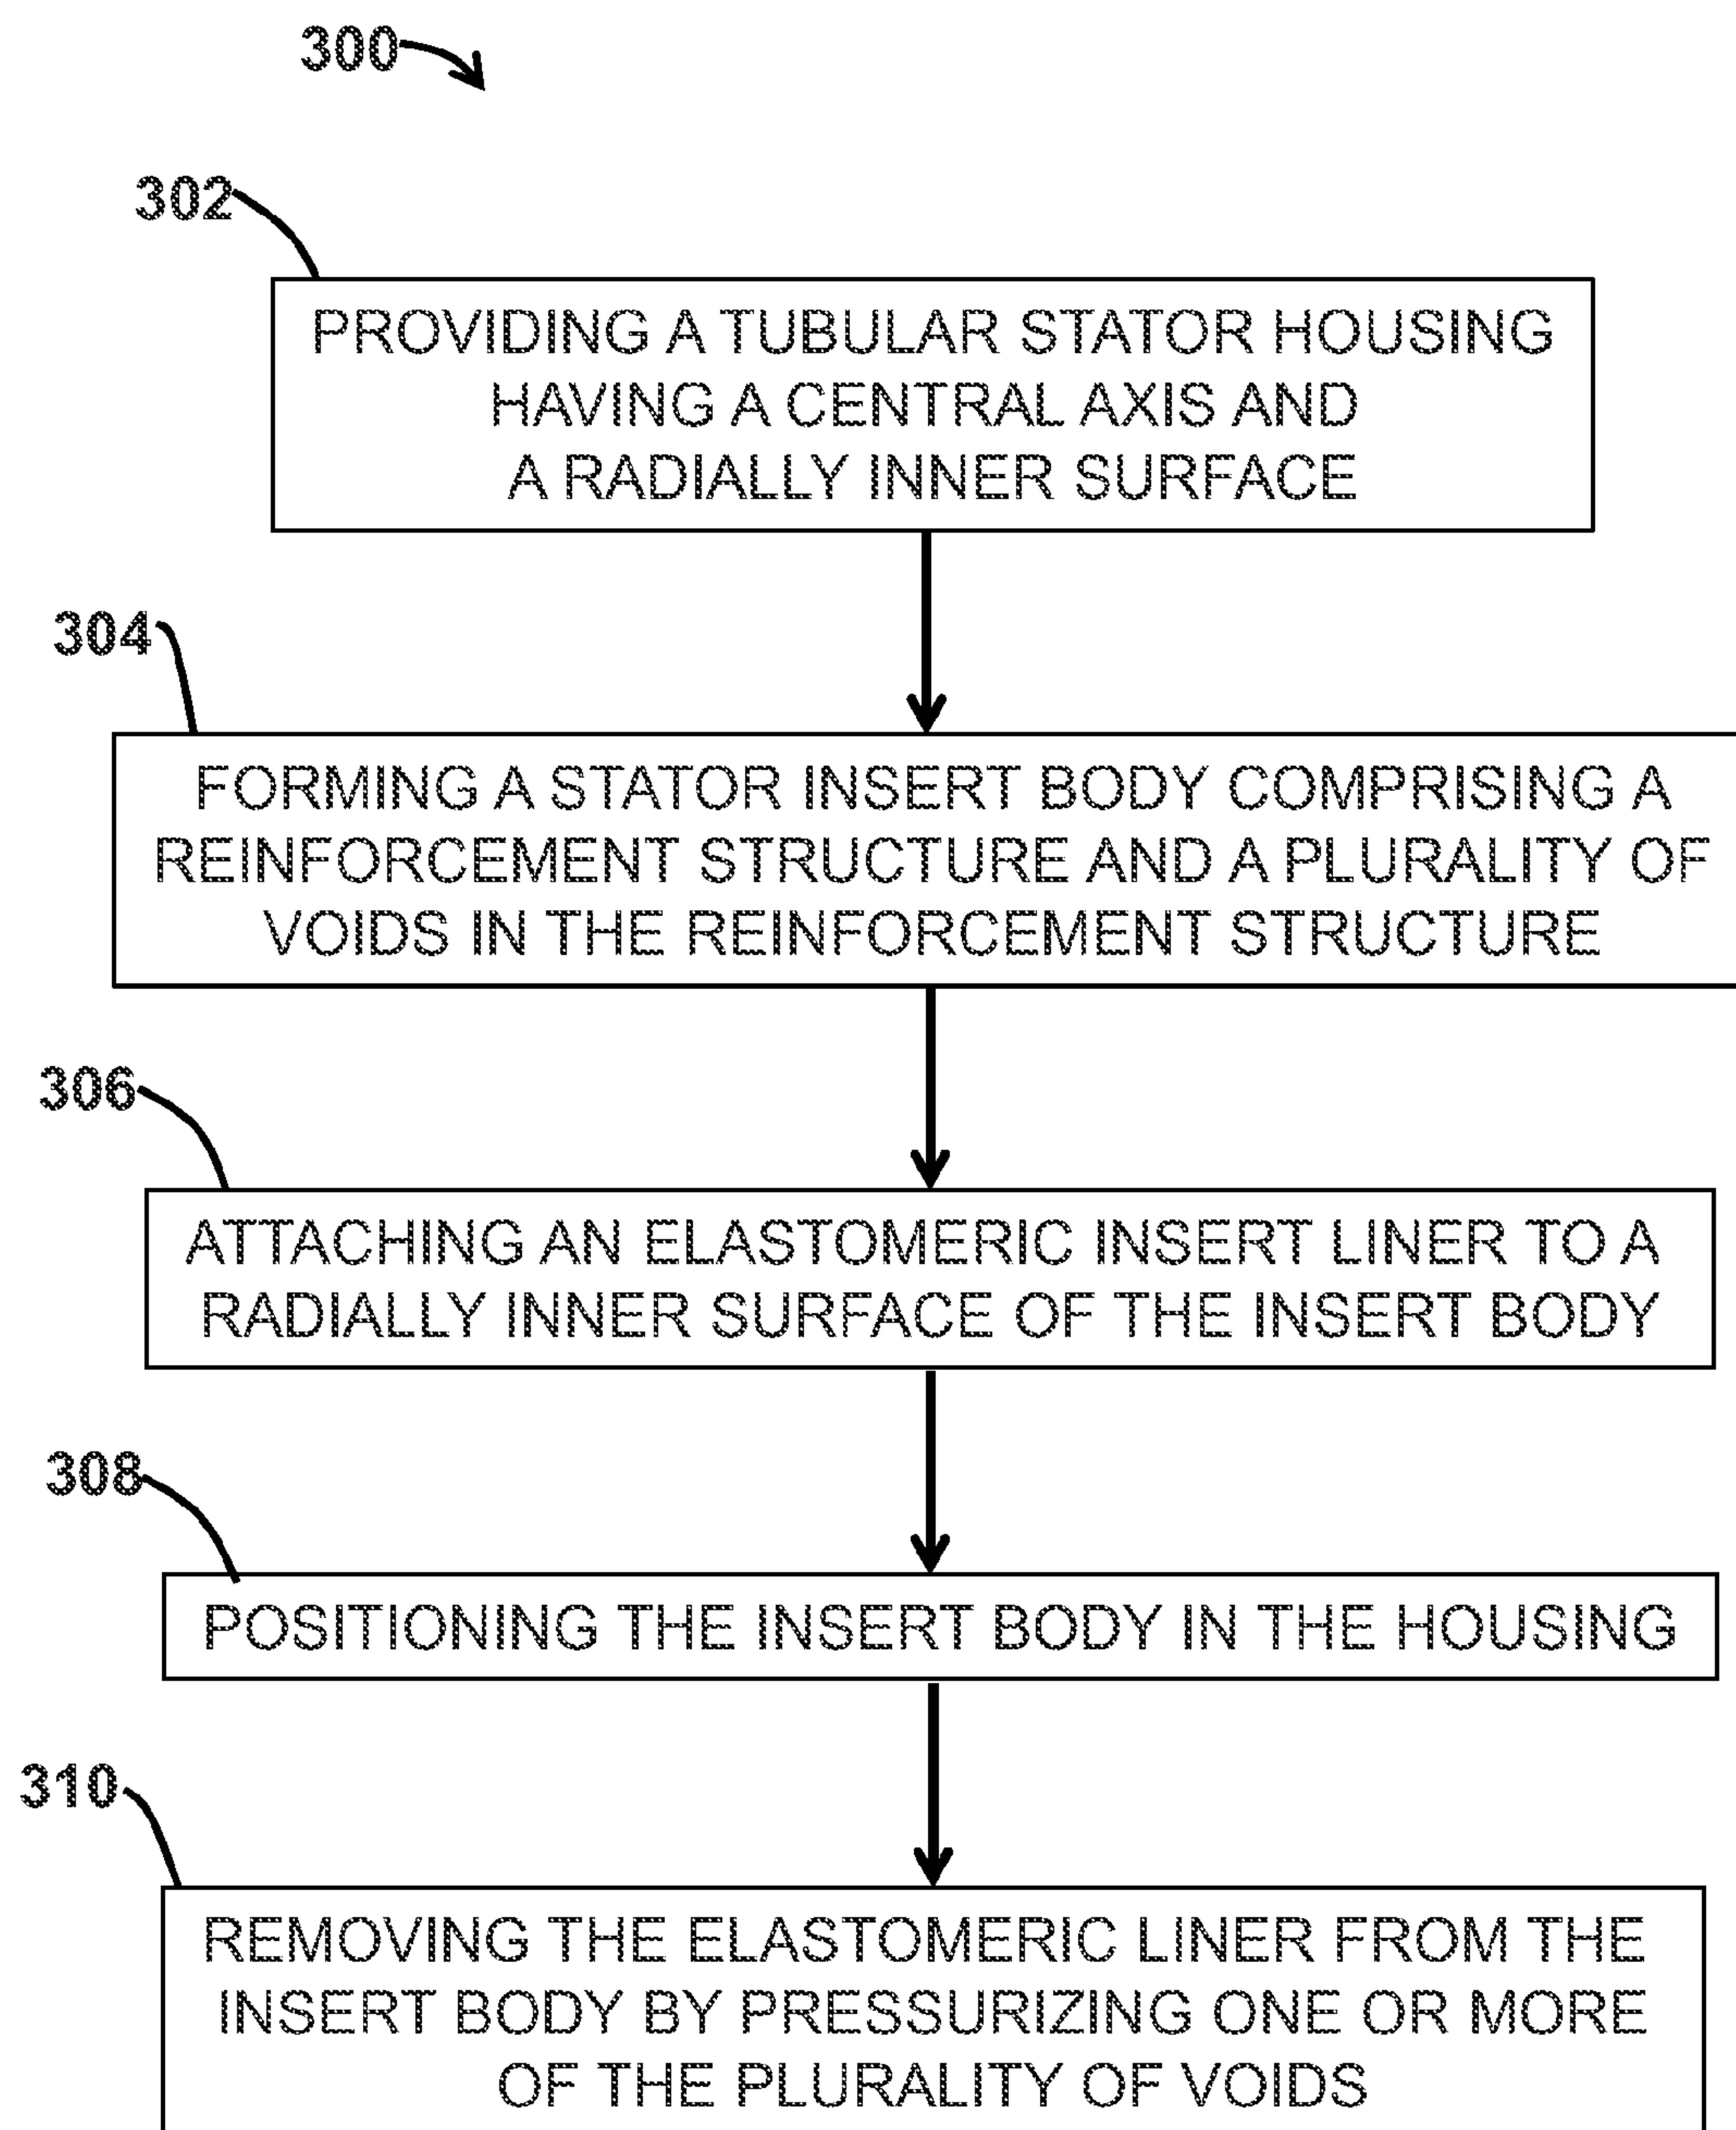 300
302
PROVIDING A TUBULAR STATOR HOUSING
HAVING A CENTRAL AXIS AND
A RADIALLY INNER SURFACE
304
FORMING A STATOR INSERT BODY COMPRISING A
REINFORCEMENT STRUCTURE AND A PLURALITY OF
VOIDS IN THE REINFORCEMENT STRUCTURE
306
ATTACHING AN ELASTOMERIC INSERT LINER TO A
RADIALLY INNER SURFACE OF THE INSERT BODY
308
POSITIONING THE INSERT BODY IN THE HOUSING
310
REMOVING THE ELASTOMERIC LINER FROM THE
INSERT BODY BY PRESSURIZING ONE OR MORE
OF THE PLURALITY OF VOIDS